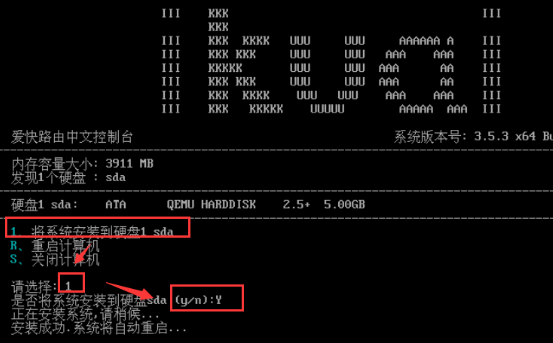 III    KKK                                     III
       KKK
III    KKK  KKKK   UUU     UUU     AAAAAA A    III
III    KKK KKK     UUU     UUU   AAA    AAA    III
III    KKKKK       UUU     UUU  AAA      AA    III
III    KKK KKK     UUU     UUU  AAA      AA    III
III    KKK  KKKK    UUU   UUU    AAA    AAA    III
III    KKK   KKKKK    UUUUU        AAAAA  AAA  III
爱快路由中文控制台 系统版本号: 3.5.3 x64 Bu
内存容量大小: 3911 MB
发现1个硬盘 : sda
硬盘1 sda: ATA QEMU HARDDISK 2.5+ 5.00GB
1、将系统安装到硬盘1 sda
R、重启计算机
S、关闭计算机
请选择: 1
是否将系统安装到硬盘sda (y/n):Y
正在安装系统,请稍候...
安装成功.系统将自动重启...